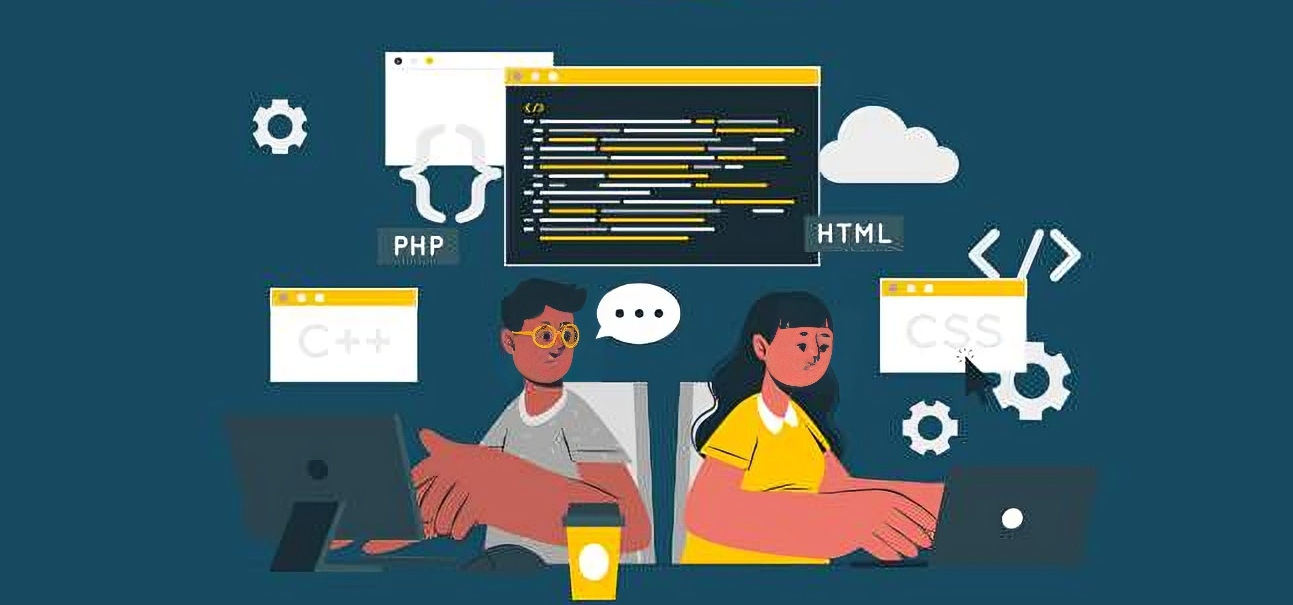 </>
PHP
HTML
C++
CSS